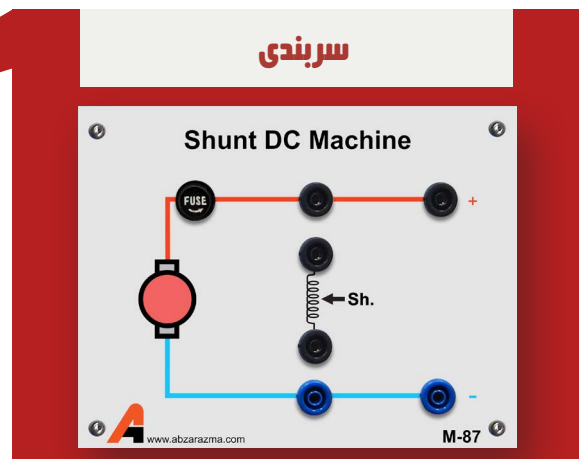 سربندی
Shunt DC Machine
FUSE
+
Sh.
-
www.abzarazma.com
M-87